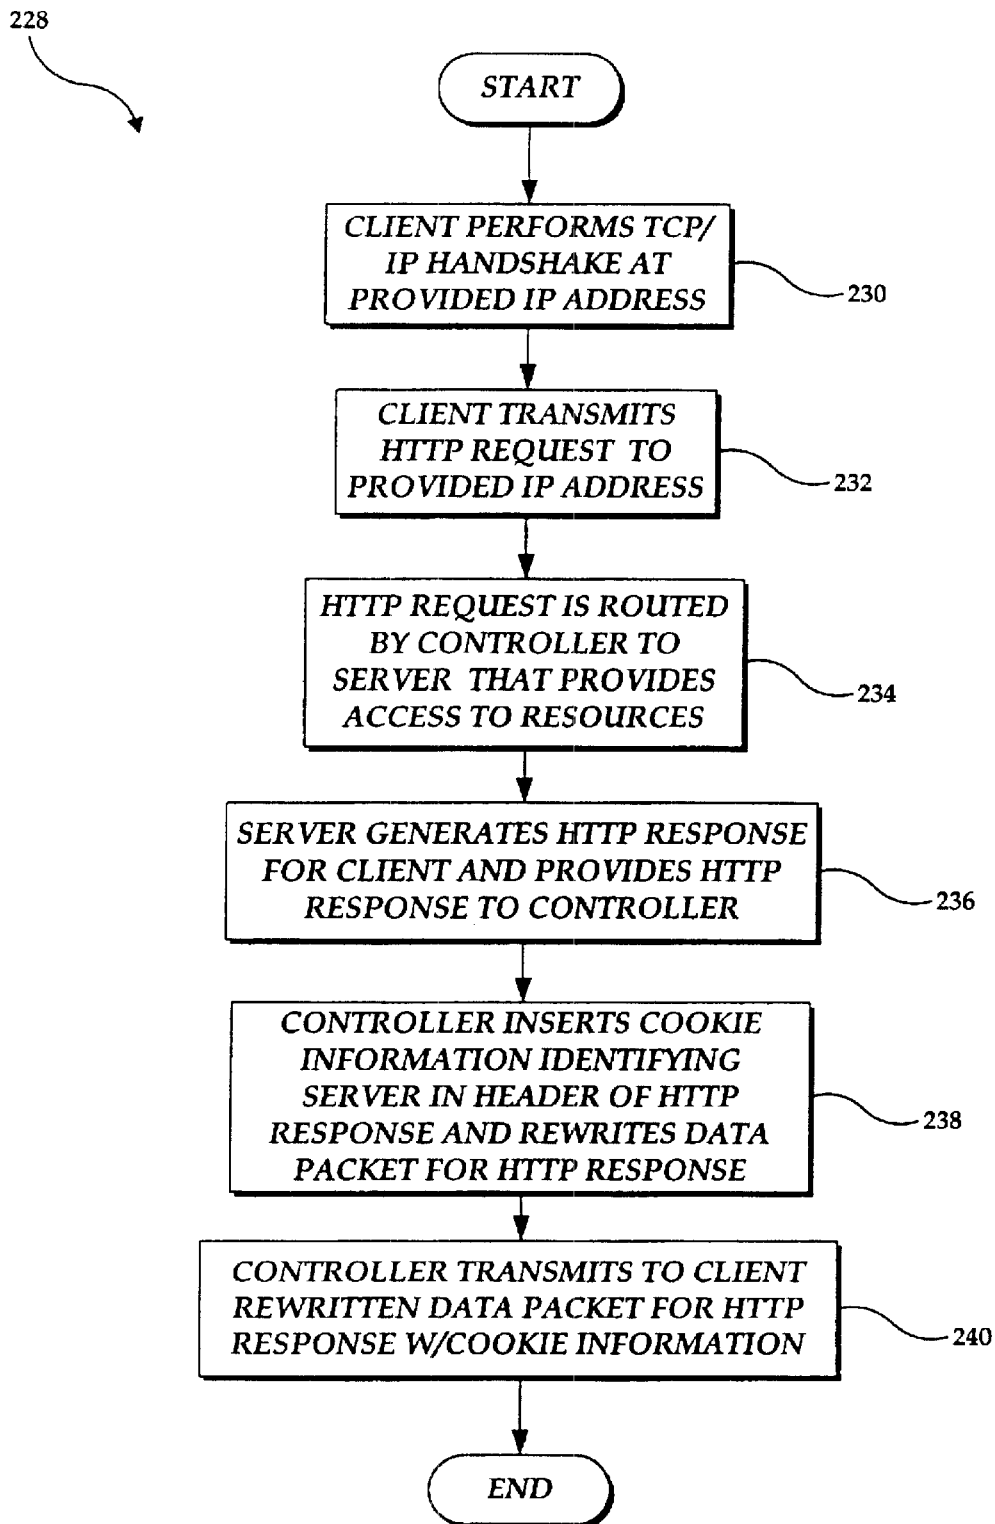 228
START
CLIENT PERFORMS TCP/
IP HANDSHAKE AT
PROVIDED IP ADDRESS
230
CLIENT TRANSMITS
HTTP REQUEST TO
PROVIDED IP ADDRESS
232
HTTP REQUEST IS ROUTED
BY CONTROLLER TO
SERVER THAT PROVIDES
ACCESS TO RESOURCES
234
SERVER GENERATES HTTP RESPONSE
FOR CLIENT AND PROVIDES HTTP
RESPONSE TO CONTROLLER
236
CONTROLLER INSERTS COOKIE
INFORMATION IDENTIFYING
SERVER IN HEADER OF HTTP
RESPONSE AND REWRITES DATA
PACKET FOR HTTP RESPONSE
238
CONTROLLER TRANSMITS TO CLIENT
REWRITTEN DATA PACKET FOR HTTP
RESPONSE W/COOKIE INFORMATION
240
END